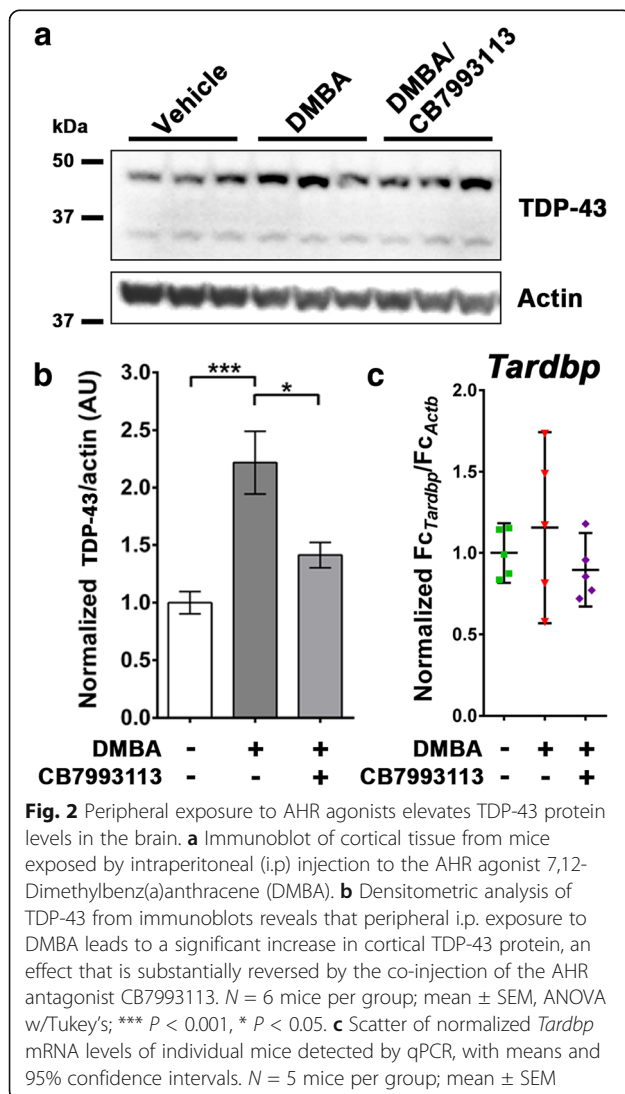 a
Vehicle
DMBA
DMBA/
CB7993113
kDa
50
37
TDP-43
Actin
37
b
Normalized TDP-43/actin (AU)
3.0
2.5
2.0
1.5
1.0
0.5
0.0
***
*
DMBA - + +
CB7993113 - - +
c
Tardbp
Normalized FcTardbp/FcActb
2.0
1.5
1.0
0.5
0.0
DMBA - + +
CB7993113 - - +
Fig. 2 Peripheral exposure to AHR agonists elevates TDP-43 protein
levels in the brain. a Immunoblot of cortical tissue from mice
exposed by intraperitoneal (i.p) injection to the AHR agonist 7,12-
Dimethylbenz(a)anthracene (DMBA). b Densitometric analysis of
TDP-43 from immunoblots reveals that peripheral i.p. exposure to
DMBA leads to a significant increase in cortical TDP-43 protein, an
effect that is substantially reversed by the co-injection of the AHR
antagonist CB7993113. N = 6 mice per group; mean ± SEM, ANOVA
w/Tukey's; *** P < 0.001, * P < 0.05. c Scatter of normalized Tardbp
mRNA levels of individual mice detected by qPCR, with means and
95% confidence intervals. N = 5 mice per group; mean ± SEM